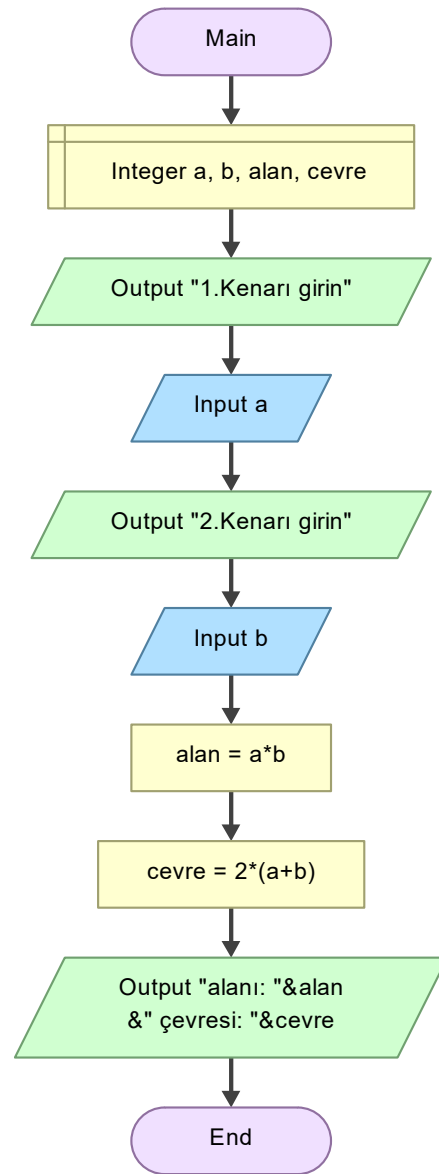 Main
Integer a, b, alan, cevre
Output "1.Kenarı girin"
Input a
Output "2.Kenarı girin"
Input b
alan = a*b
cevre = 2*(a+b)
Output "alanı: "&alan
&" çevresi: "&cevre
End